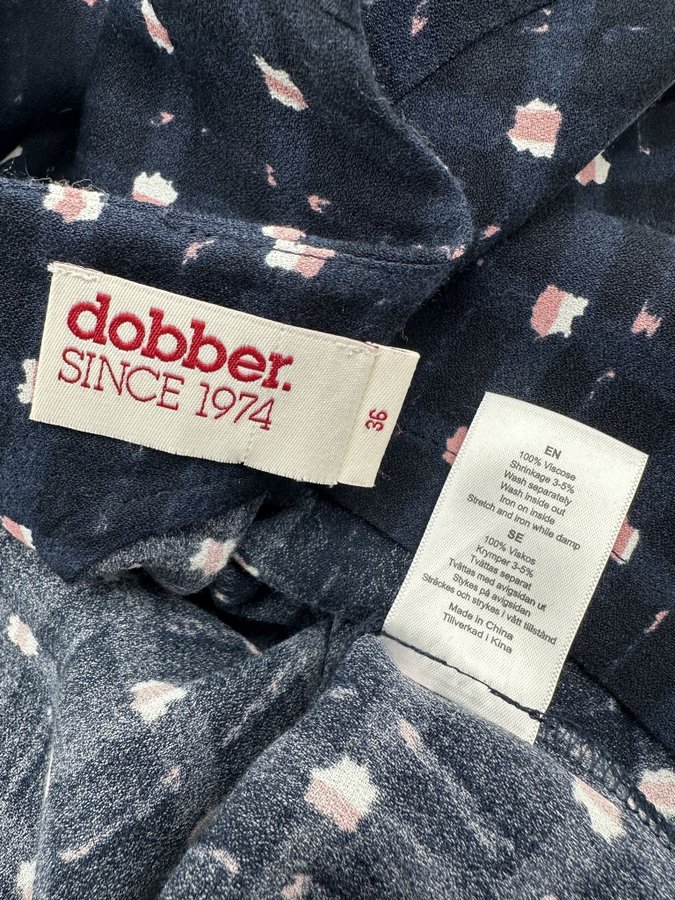 dobber.
SINCE 1974
36
EN
100% Viscose
Shrinkage 3-5%
Wash separately
Wash inside out
Iron on inside
Stretch and Iron while damp
SE
100% Viskos
Krymper 3-5%
Tvättas separat
Tvättas med avigsidan ut
Stykes på avigsidan
Sträckes och strykes i vått tillstånd
Made in China
Tillverkad i Kina